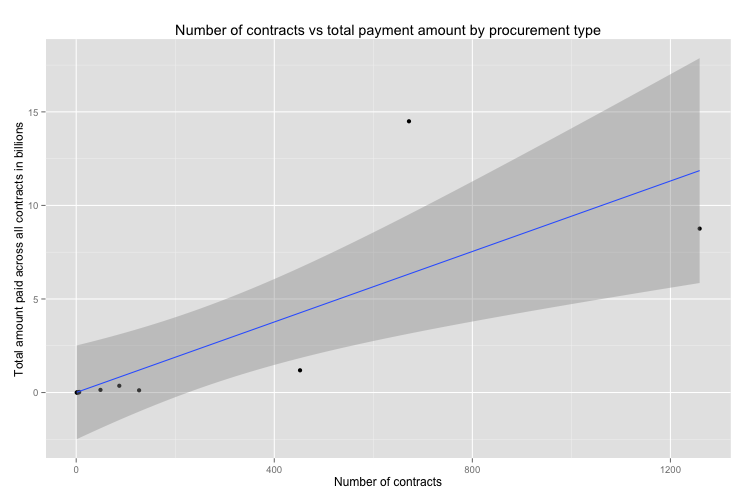 Number of contracts vs total payment amount by procurement type
Total amount paid across all contracts in billions
15
10
5
0
0 400 800 1200
Number of contracts